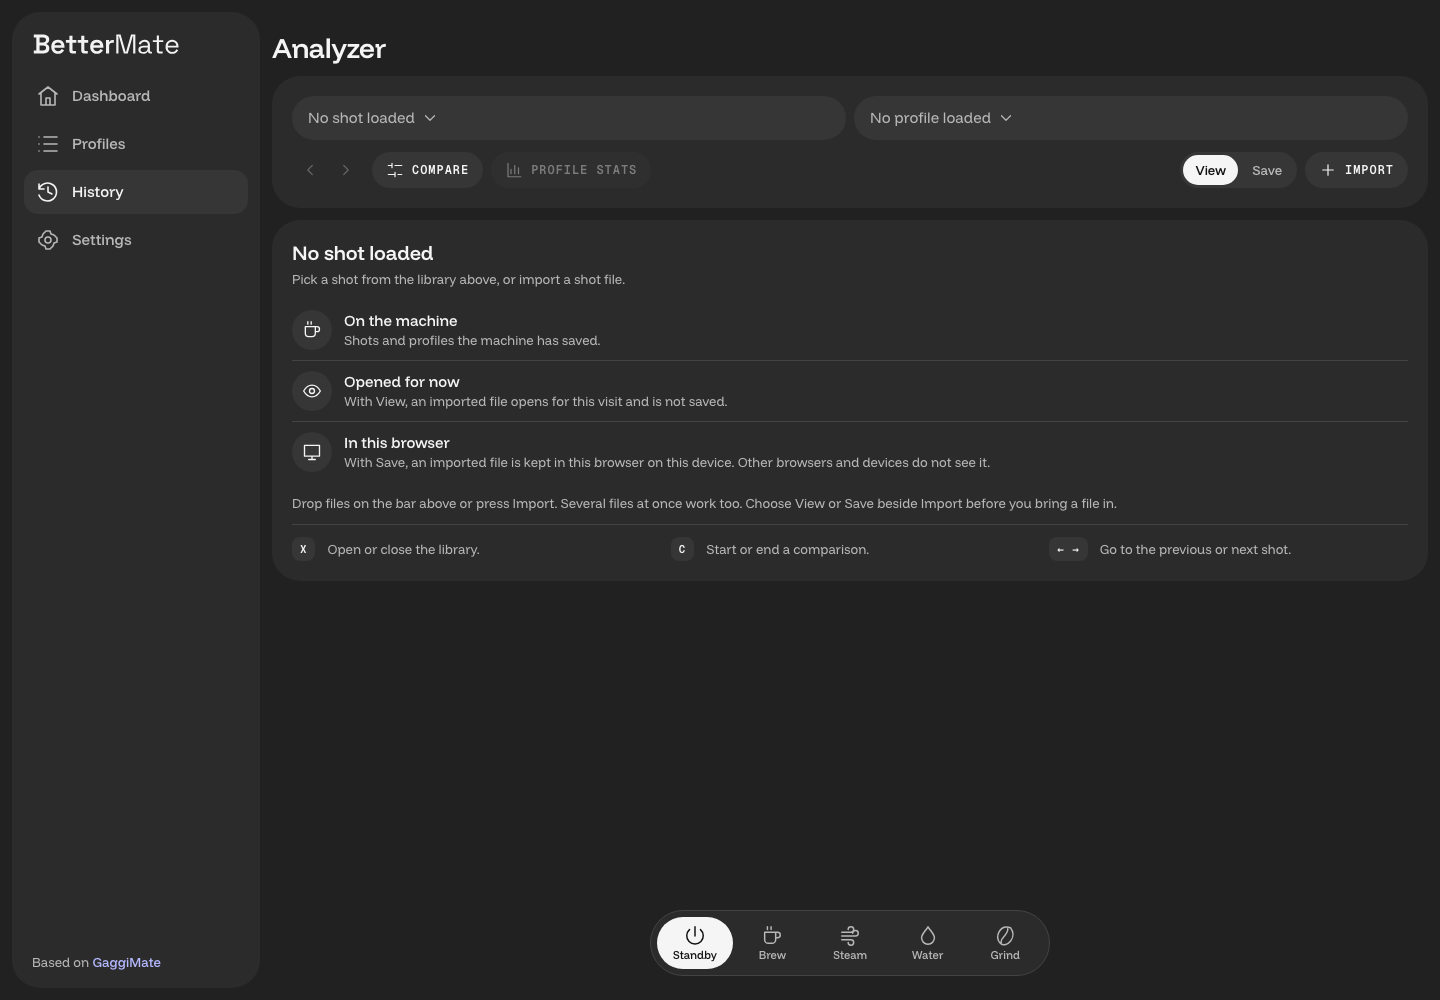 BetterMate
Dashboard
Profiles
History
Settings
Based on GaggiMate
Analyzer
No shot loaded
No profile loaded
COMPARE
PROFILE STATS
View
Save
IMPORT
No shot loaded
Pick a shot from the library above, or import a shot file.
On the machine
Shots and profiles the machine has saved.
Opened for now
With View, an imported file opens for this visit and is not saved.
In this browser
With Save, an imported file is kept in this browser on this device. Other browsers and devices do not see it.
Drop files on the bar above or press Import. Several files at once work too. Choose View or Save beside Import before you bring a file in.
X Open or close the library.
C Start or end a comparison.
← → Go to the previous or next shot.
Standby
Brew
Steam
Water
Grind